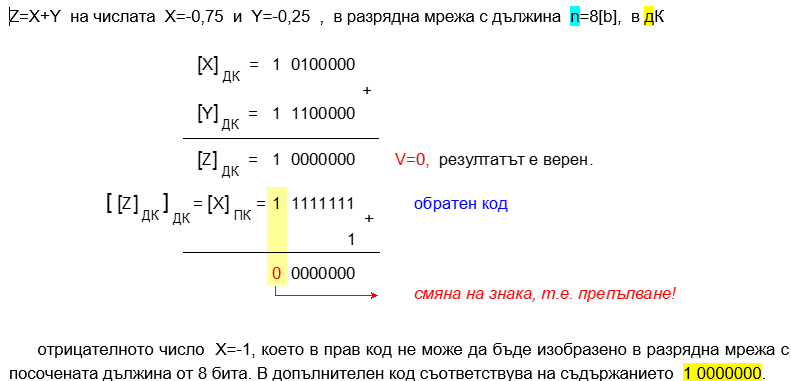 Z=X+Y на числата X=-0,75 и Y=-0,25 , в разрядна мрежа с дължина n=8[b], в дК
[X] ДК = 1 0100000
+
[Y] ДК = 1 1100000
[Z] ДК = 1 0000000 V=0, резултатът е верен.
[ [Z] ДК ] ДК = [X] ПК = 1 1111111 обратен код
+
1
0 0000000
смяна на знака, т.е. препълване!
отрицателното число X=-1, което в прав код не може да бъде изобразено в разрядна мрежа с
посочената дължина от 8 бита. В допълнителен код съответствува на съдържанието 1 0000000.